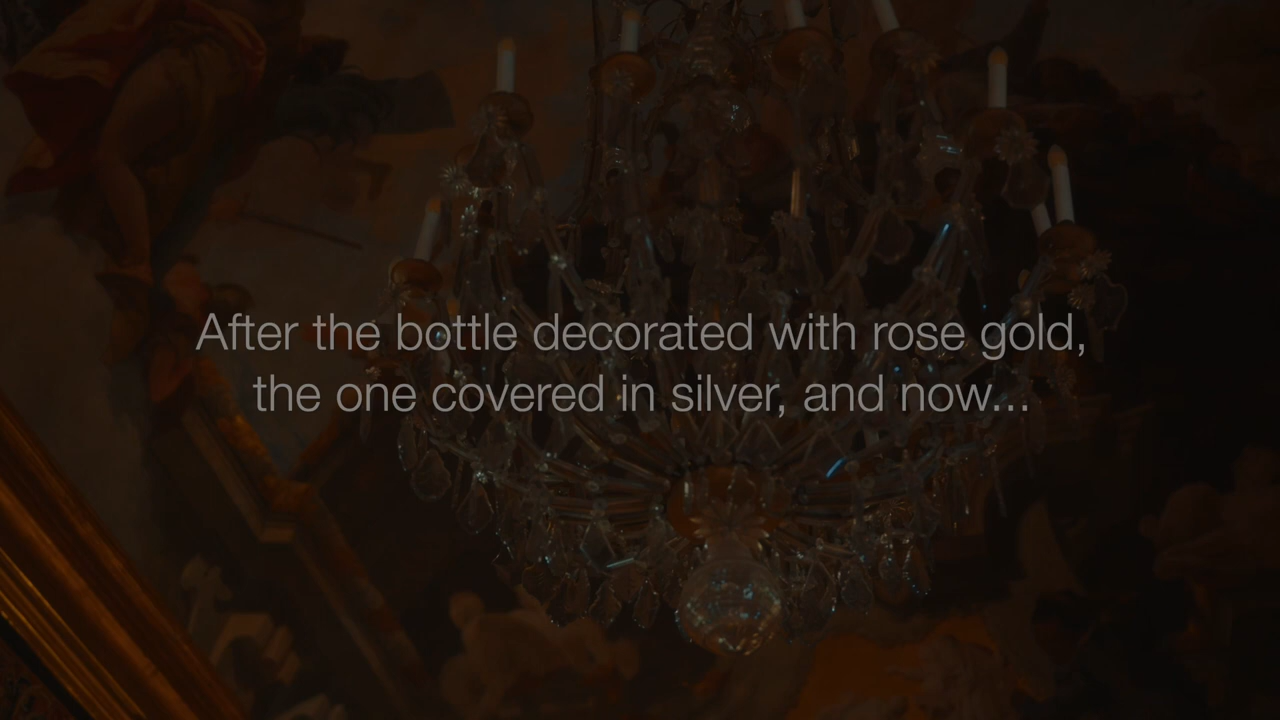 After the bottle decorated with rose gold,
the one covered in silver, and now...